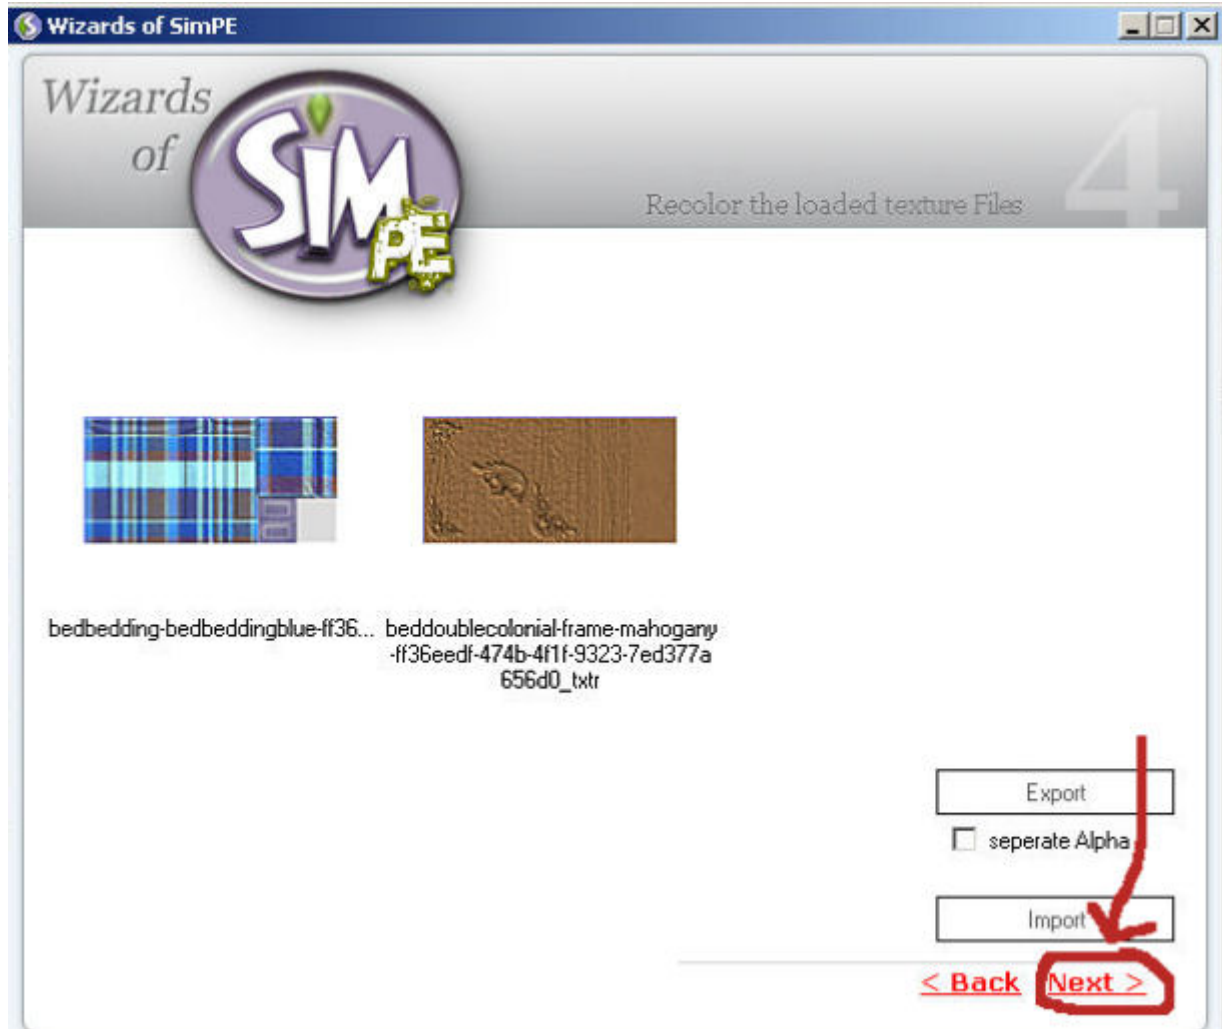 Wizards of SimPE
Wizards
of
SiM
PE
4
Recolor the loaded texture Files
bedbedding-bedbeddingblue-ff36...
beddoublecolonial-frame-mahogany
-ff36eedf-474b-4f1f-9323-7ed377a
656d0_txtr
Export
seperate Alpha
Import
< Back Next >